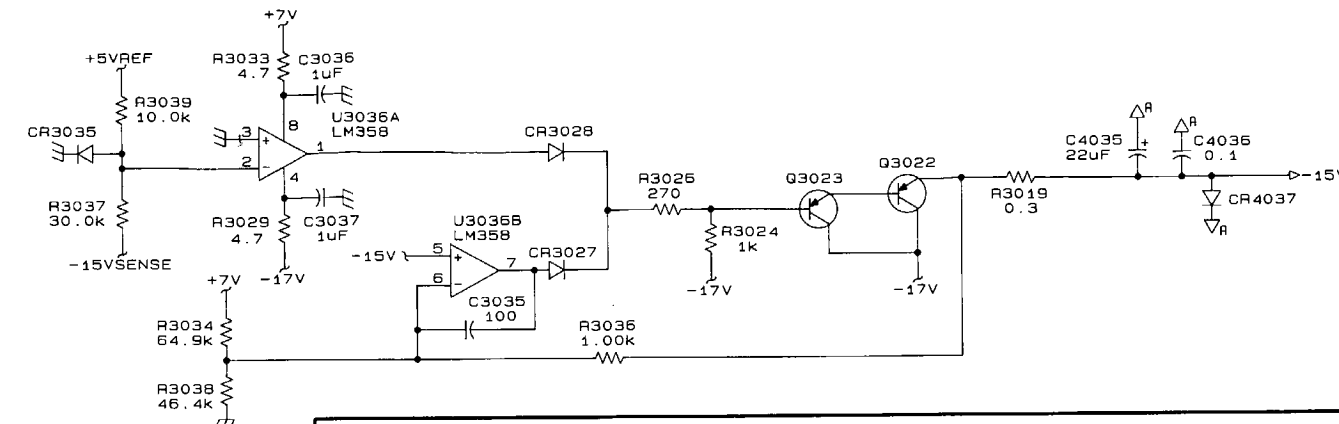 +7V
+5VREF
R3033
4.7
C3036
1uF
R3039
10.0k
U3036A
LM358
CR3035
3
+
8
1
2
-
4
CR3028
R3037
30.0k
R3029
4.7
C3037
1uF
-15VSENSE
-17V
U3036B
LM358
-15V
5
+
7
6
-
CR3027
C3035
100
R3025
270
R3024
1k
-17V
Q3023
Q3022
-17V
R3019
0.3
A
A
C4035
22uF
+
C4036
0.1
-15V
CR4037
A
+7V
R3034
64.9k
R3036
1.00k
R3038
46.4k